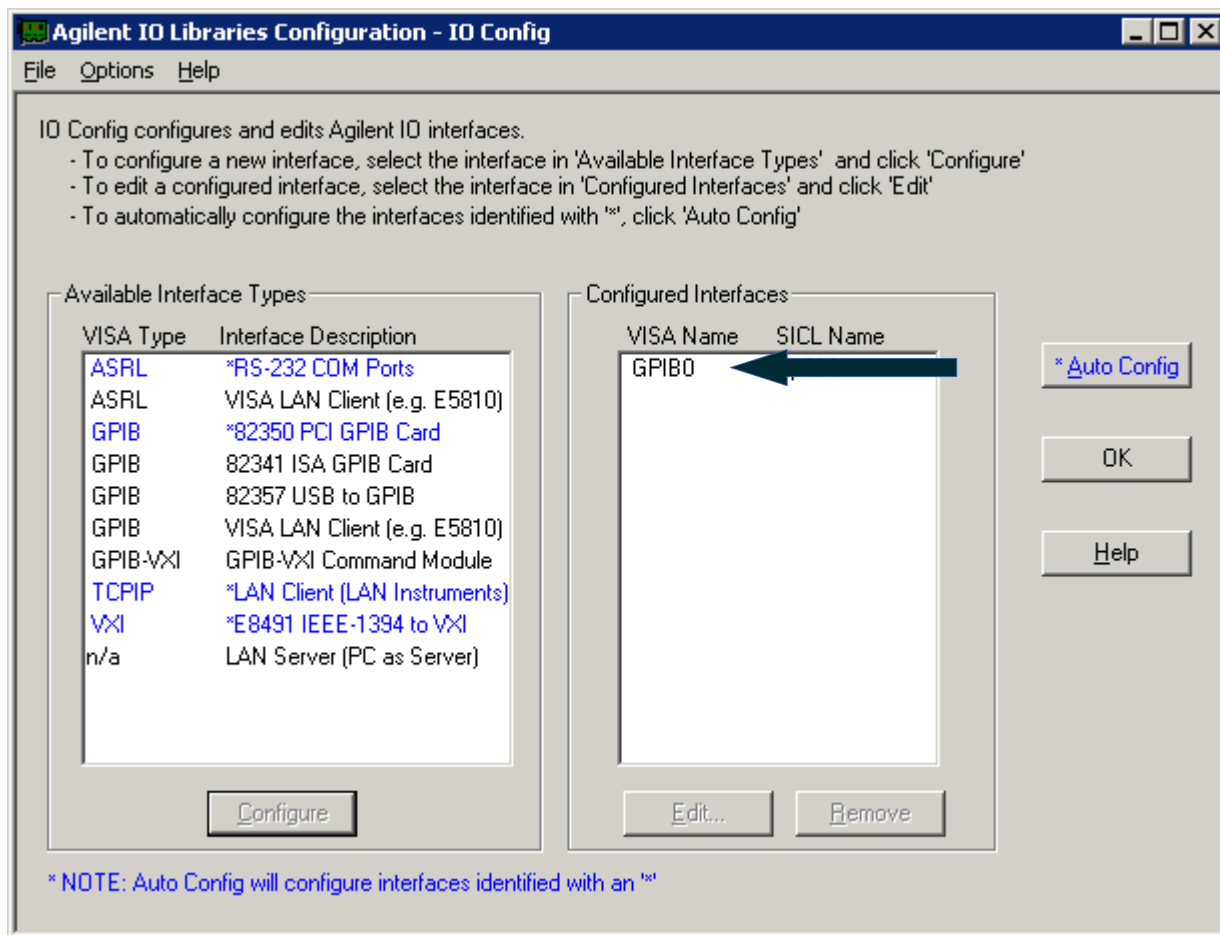 Agilent IO Libraries Configuration - IO Config
File Options Help
IO Config configures and edits Agilent IO interfaces.
- To configure a new interface, select the interface in 'Available Interface Types' and click 'Configure'
- To edit a configured interface, select the interface in 'Configured Interfaces' and click 'Edit'
- To automatically configure the interfaces identified with '*', click 'Auto Config'
Available Interface Types
VISA Type Interface Description
ASRL *RS-232 COM Ports
ASRL VISA LAN Client (e.g. E5810)
GPIB *82350 PCI GPIB Card
GPIB 82341 ISA GPIB Card
GPIB 82357 USB to GPIB
GPIB VISA LAN Client (e.g. E5810)
GPIB-VXI GPIB-VXI Command Module
TCPIP *LAN Client (LAN Instruments)
VXI *E8491 IEEE-1394 to VXI
n/a LAN Server (PC as Server)
Configure
Configured Interfaces
VISA Name SICL Name
GPIB0
Edit... Remove
* Auto Config
OK
Help
* NOTE: Auto Config will configure interfaces identified with an '*'